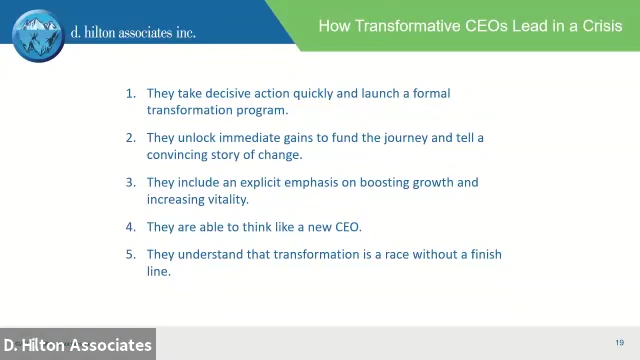 d. hilton associates inc.
How Transformative CEOs Lead in a Crisis
1. They take decisive action quickly and launch a formal
transformation program.
2. They unlock immediate gains to fund the journey and tell a
convincing story of change.
3. They include an explicit emphasis on boosting growth and
increasing vitality.
4. They are able to think like a new CEO.
5. They understand that transformation is a race without a finish
line.
D. Hilton Associates
19